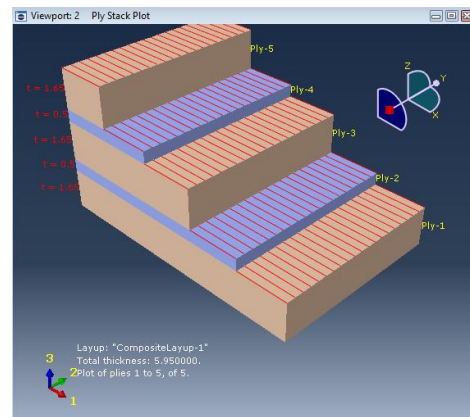 Viewport: 2 Ply Stack Plot
Ply-5
Z
Y
X
t = 1.65
Ply-4
t = 0.5
t = 1.65
Ply-3
t = 0.5
Ply-2
t = 1.65
Ply-1
Layup: "CompositeLayup-1"
Total thickness: 5.950000.
Plot of plies 1 to 5, of 5.
3
2
1